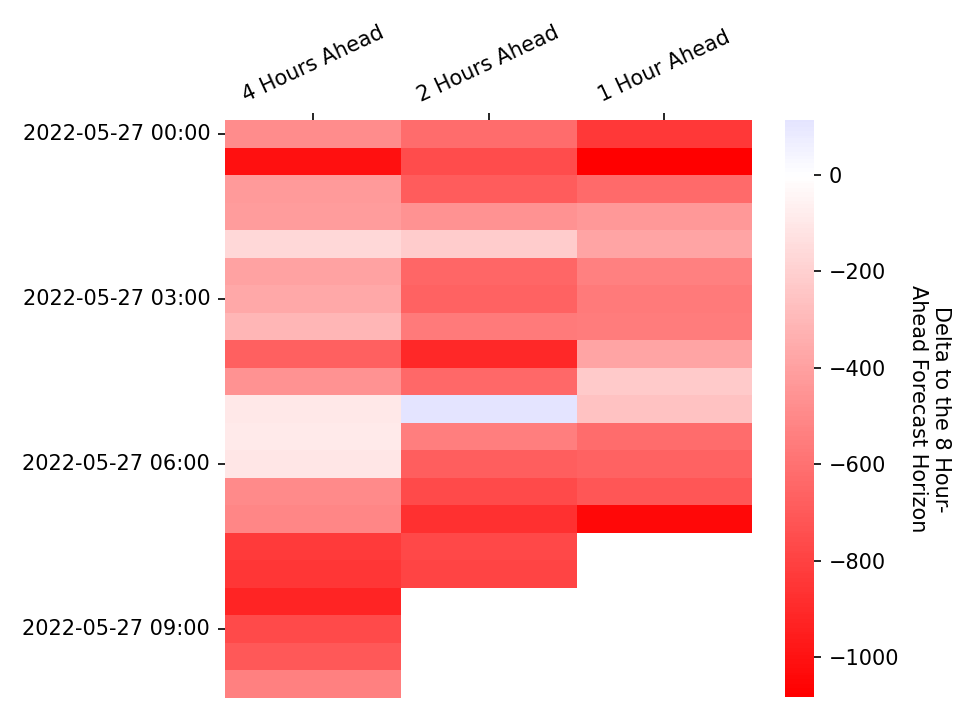 4 Hours Ahead
2 Hours Ahead
1 Hour Ahead
2022-05-27 00:00
2022-05-27 03:00
2022-05-27 06:00
2022-05-27 09:00
0
−200
−400
−600
−800
−1000
Delta to the 8 Hour-
Ahead Forecast Horizon